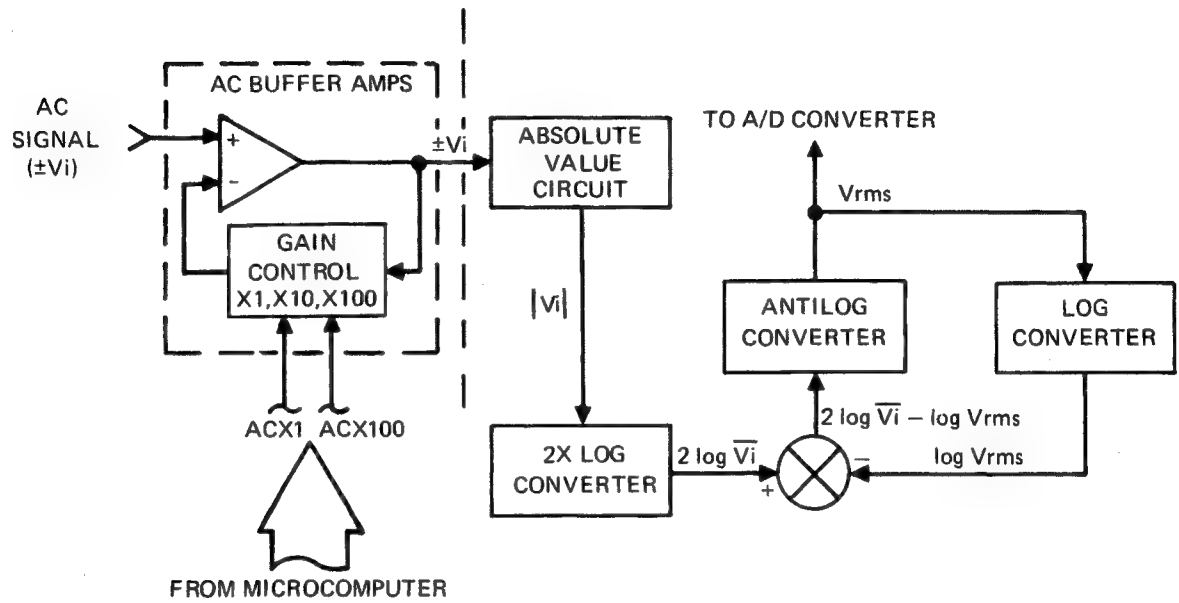 AC BUFFER AMPS
AC
SIGNAL
(±Vi)
+
−
GAIN
CONTROL
X1, X10, X100
±Vi
ABSOLUTE
VALUE
CIRCUIT
|Vi|
ACX1 ACX100
FROM MICROCOMPUTER
2X LOG
CONVERTER
2 log V̅i̅
+
−
TO A/D CONVERTER
Vrms
ANTILOG
CONVERTER
LOG
CONVERTER
2 log V̅i̅ − log Vrms
log Vrms